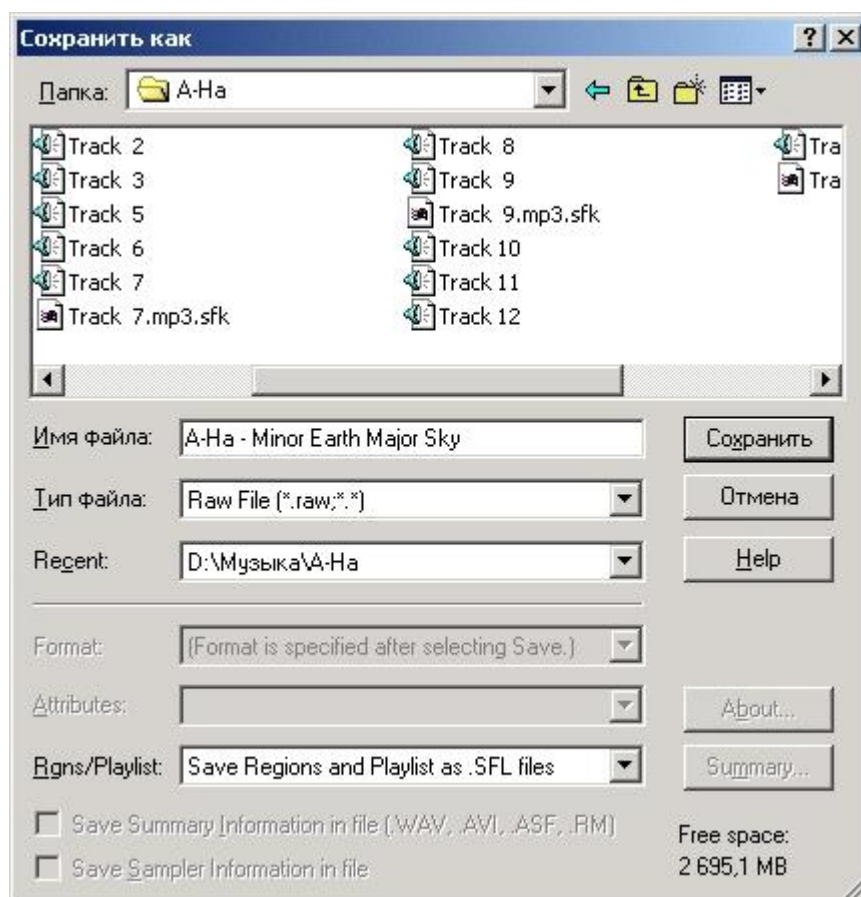 Сохранить как
Папка: A-Ha
Track 2
Track 3
Track 5
Track 6
Track 7
Track 7.mp3.sfk
Track 8
Track 9
Track 9.mp3.sfk
Track 10
Track 11
Track 12
Tra
Tra
Имя файла: A-Ha - Minor Earth Major Sky Сохранить
Тип файла: Raw File (*.raw;*.*) Отмена
Recent: D:\Музыка\A-Ha Help
Format: (Format is specified after selecting Save.)
Attributes: About...
Rgns/Playlist: Save Regions and Playlist as .SFL files Summary...
Save Summary Information in file (.WAV, .AVI, .ASF, .RM)
Save Sampler Information in file
Free space:
2 695,1 MB